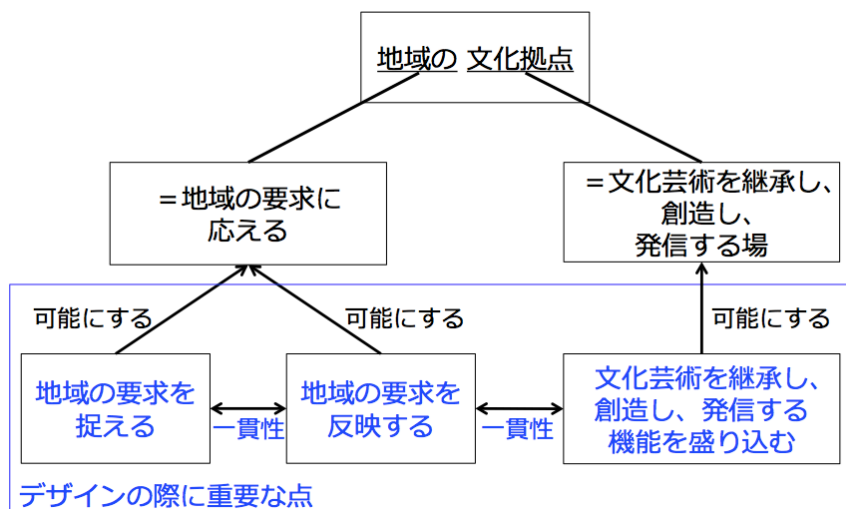 地域の 文化拠点
＝地域の要求に
応える
＝文化芸術を継承し、
創造し、
発信する場
可能にする
可能にする
可能にする
地域の要求を
捉える
一貫性
地域の要求を
反映する
一貫性
文化芸術を継承し、
創造し、発信する
機能を盛り込む
デザインの際に重要な点